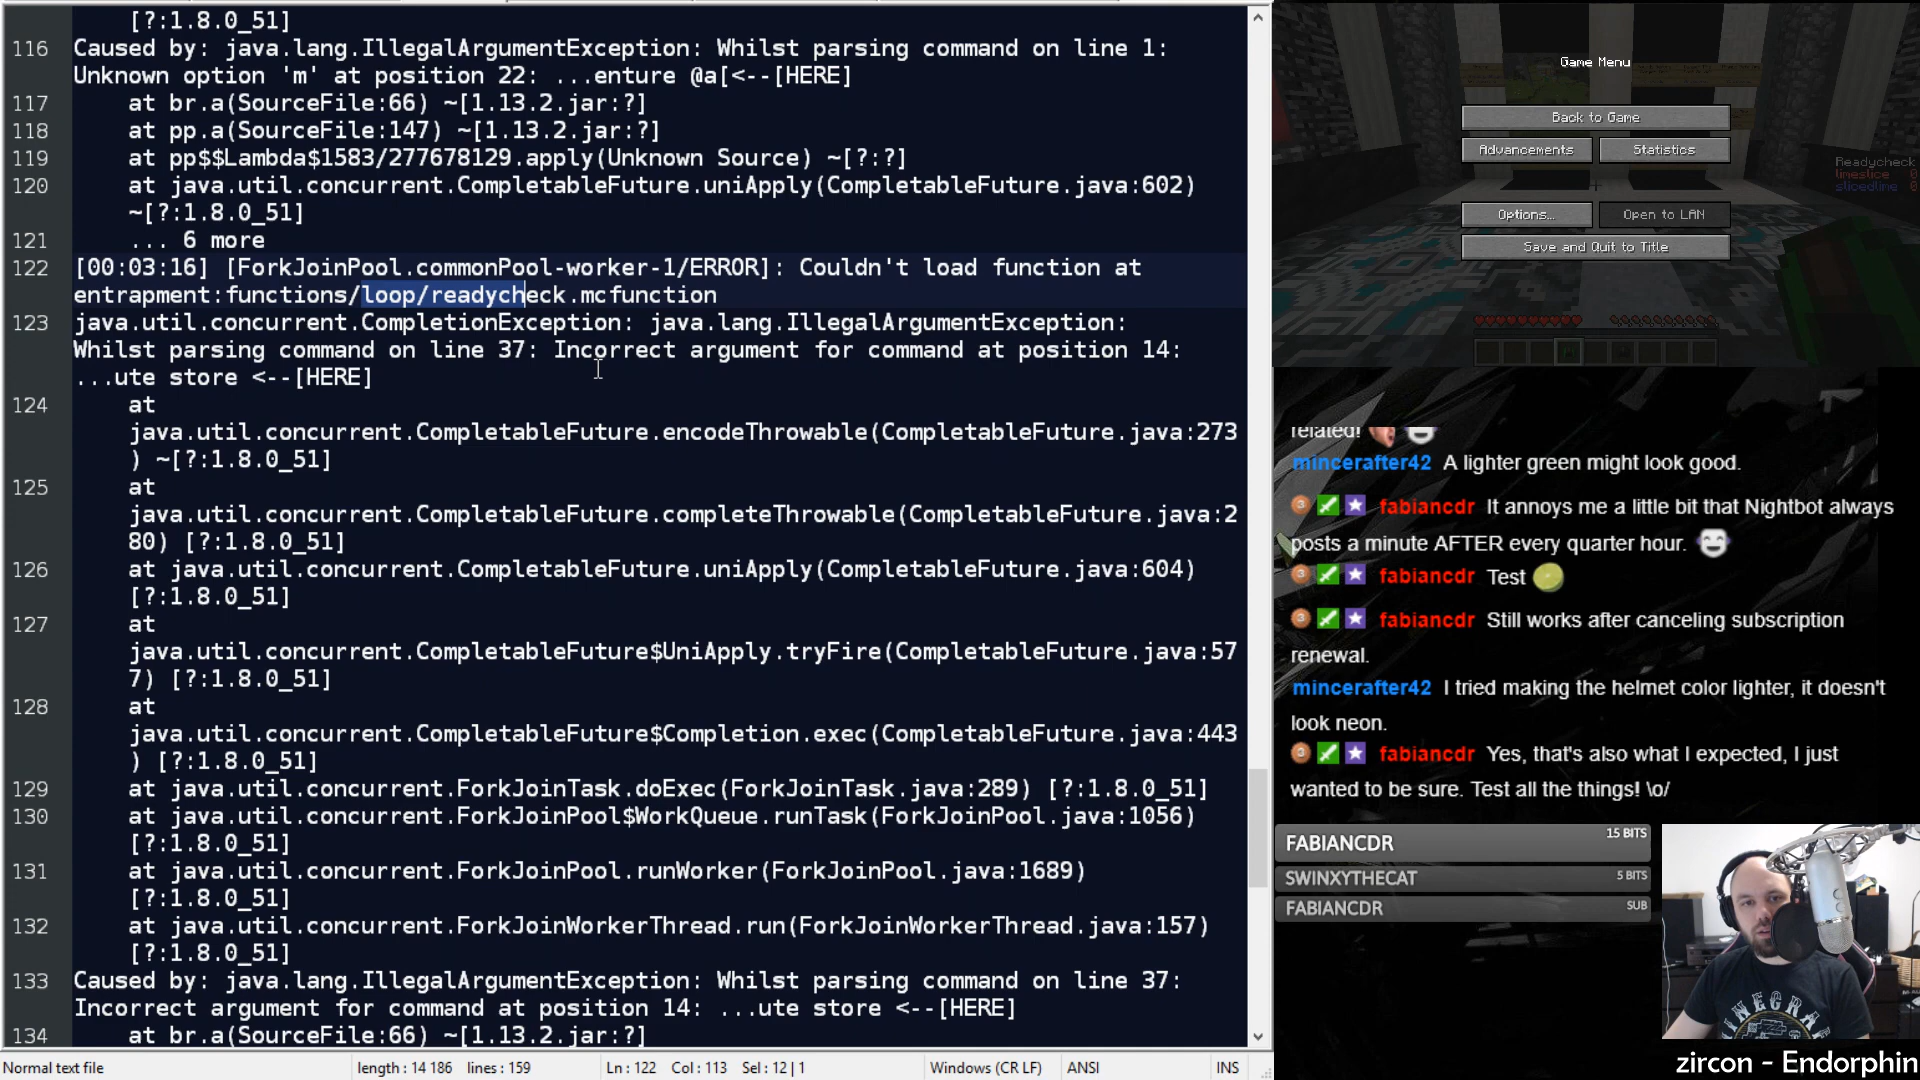 [?:1.8.0_51]
116 Caused by: java.lang.IllegalArgumentException: Whilst parsing command on line 1:
Unknown option 'm' at position 22: ...enture @a[<--[HERE]
117 at br.a(SourceFile:66) ~[1.13.2.jar:?]
118 at pp.a(SourceFile:147) ~[1.13.2.jar:?]
119 at pp$$Lambda$1583/277678129.apply(Unknown Source) ~[?:?]
120 at java.util.concurrent.CompletableFuture.uniApply(CompletableFuture.java:602)
~[?:1.8.0_51]
121 ... 6 more
122 [00:03:16] [ForkJoinPool.commonPool-worker-1/ERROR]: Couldn't load function at
entrapment:functions/loop/readycheck.mcfunction
123 java.util.concurrent.CompletionException: java.lang.IllegalArgumentException:
Whilst parsing command on line 37: Incorrect argument for command at position 14:
...ute store <--[HERE]
124 at
java.util.concurrent.CompletableFuture.encodeThrowable(CompletableFuture.java:273
) ~[?:1.8.0_51]
125 at
java.util.concurrent.CompletableFuture.completeThrowable(CompletableFuture.java:2
80) [?:1.8.0_51]
126 at java.util.concurrent.CompletableFuture.uniApply(CompletableFuture.java:604)
[?:1.8.0_51]
127 at
java.util.concurrent.CompletableFuture$UniApply.tryFire(CompletableFuture.java:57
7) [?:1.8.0_51]
128 at
java.util.concurrent.CompletableFuture$Completion.exec(CompletableFuture.java:443
) [?:1.8.0_51]
129 at java.util.concurrent.ForkJoinTask.doExec(ForkJoinTask.java:289) [?:1.8.0_51]
130 at java.util.concurrent.ForkJoinPool$WorkQueue.runTask(ForkJoinPool.java:1056)
[?:1.8.0_51]
131 at java.util.concurrent.ForkJoinPool.runWorker(ForkJoinPool.java:1689)
[?:1.8.0_51]
132 at java.util.concurrent.ForkJoinWorkerThread.run(ForkJoinWorkerThread.java:157)
[?:1.8.0_51]
133 Caused by: java.lang.IllegalArgumentException: Whilst parsing command on line 37:
Incorrect argument for command at position 14: ...ute store <--[HERE]
134 at br.a(SourceFile:66) ~[1.13.2.jar:?]
Normal text file length : 14 186 lines : 159 Ln : 122 Col : 113 Sel : 12 | 1 Windows (CR LF) ANSI INS
Game Menu
Back to Game
Advancements Statistics
Options... Open to LAN
Save and Quit to Title
Readycheck
limeslice 0
slicedlime 0
related!
mincerafter42 A lighter green might look good.
fabiancdr It annoys me a little bit that Nightbot always
posts a minute AFTER every quarter hour.
fabiancdr Test
fabiancdr Still works after canceling subscription
renewal.
mincerafter42 I tried making the helmet color lighter, it doesn't
look neon.
fabiancdr Yes, that's also what I expected, I just
wanted to be sure. Test all the things! \o/
FABIANCDR 15 BITS
SWINXYTHECAT 5 BITS
FABIANCDR SUB
zircon - Endorphin